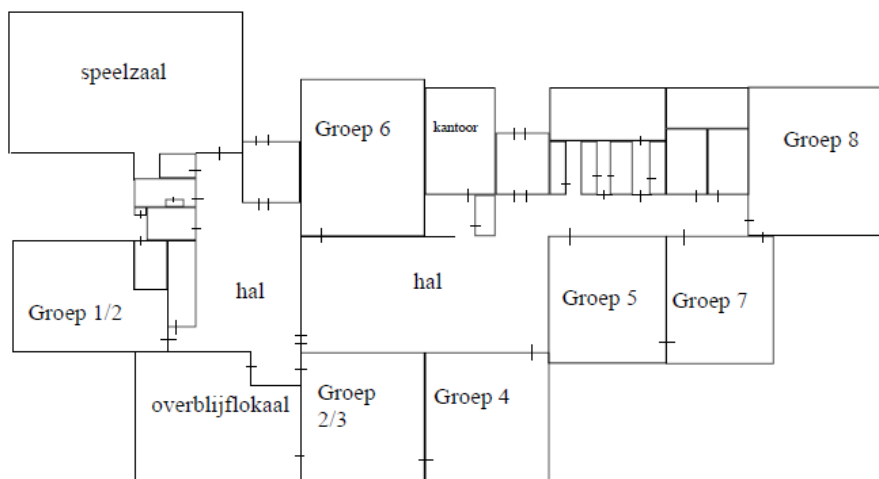 speelzaal
Groep 6
kantoor
Groep 8
hal
hal
Groep 1/2
Groep 5
Groep 7
overblijflokaal
Groep
2/3
Groep 4